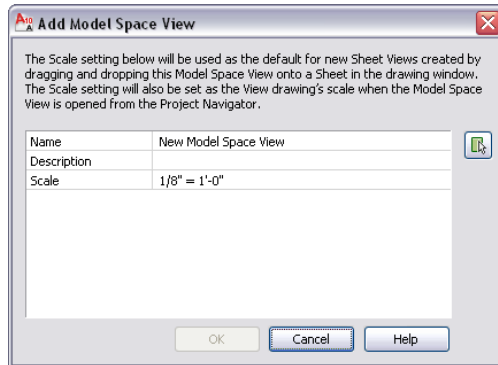 Add Model Space View
The Scale setting below will be used as the default for new Sheet Views created by
dragging and dropping this Model Space View onto a Sheet in the drawing window.
The Scale setting will also be set as the View drawing's scale when the Model Space
View is opened from the Project Navigator.
Name New Model Space View
Description
Scale 1/8" = 1'-0"
OK Cancel Help